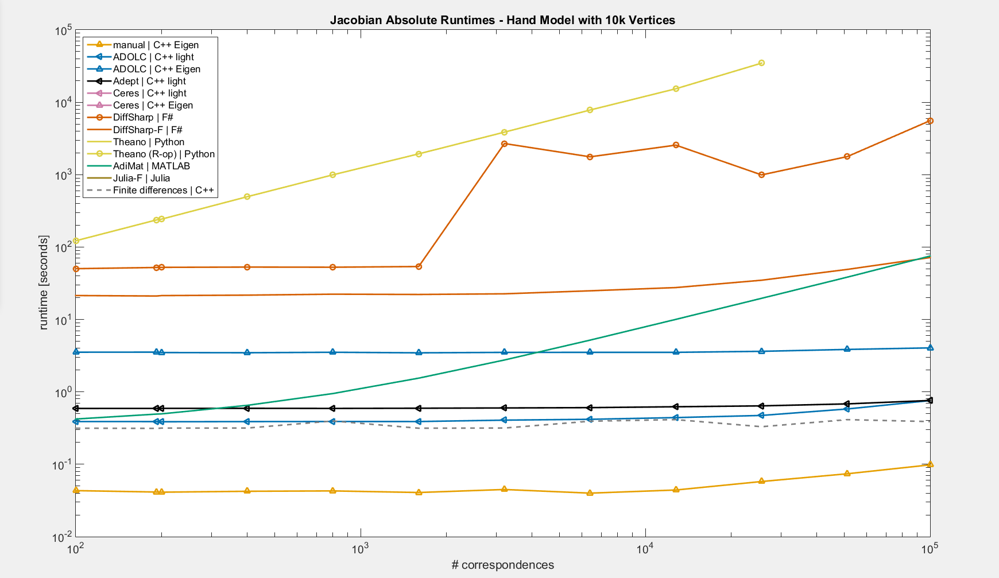 Jacobian Absolute Runtimes - Hand Model with 10k Vertices
10^5
10^4
10^3
10^2
10^1
10^0
10^-1
10^-2
runtime [seconds]
manual | C++ Eigen
ADOLC | C++ light
ADOLC | C++ Eigen
Adept | C++ light
Ceres | C++ light
Ceres | C++ Eigen
DiffSharp | F#
DiffSharp-F | F#
Theano | Python
Theano (R-op) | Python
AdiMat | MATLAB
Julia-F | Julia
Finite differences | C++
10^2 10^3 10^4 10^5
# correspondences